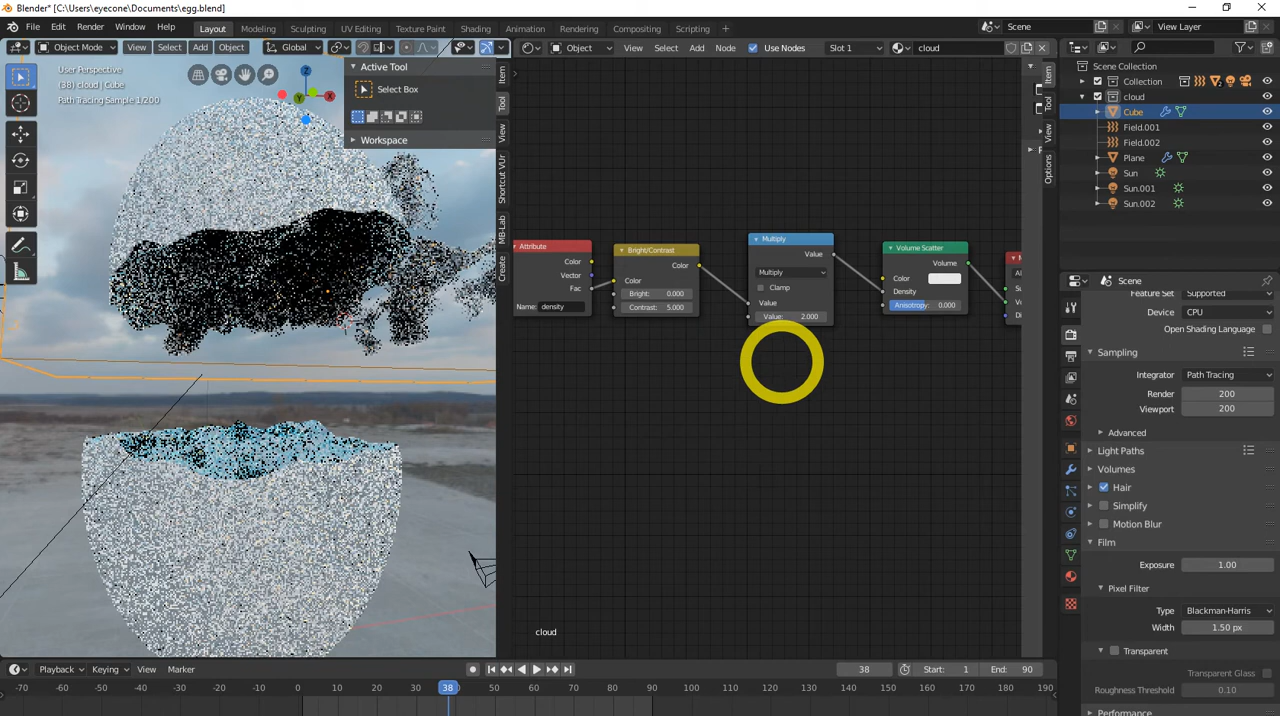 Blender* [C:\Users\eyecone\Documents\egg.blend]
File Edit Render Window Help Layout Modeling Sculpting UV Editing Texture Paint Shading Animation Rendering Compositing Scripting + Scene View Layer
Object Mode View Select Add Object Global
Object View Select Add Node Use Nodes Slot 1 cloud
User Perspective
(38) cloud | Cube
Path Tracing Sample 1/200
Z
X
Y
Active Tool
Select Box
Workspace
Item
Tool
View
Shortcut VUr
MB-Lab
Create
Attribute
Color
Vector
Fac
Name: density
Bright/Contrast
Color
Color
Bright: 0.000
Contrast: 5.000
Multiply
Value
Multiply
Clamp
Value
Value: 2.000
Volume Scatter
Volume
Color
Density
Anisotropy: 0.000
cloud
Item
Tool
View
Options
Scene Collection
Collection
cloud
Cube
Field.001
Field.002
Plane
Sun
Sun.001
Sun.002
Scene
Feature Set Supported
Device CPU
Open Shading Language
Sampling
Integrator Path Tracing
Render 200
Viewport 200
Advanced
Light Paths
Volumes
Hair
Simplify
Motion Blur
Film
Exposure 1.00
Pixel Filter
Type Blackman-Harris
Width 1.50 px
Transparent
Transparent Glass
Roughness Threshold 0.10
Performance
Playback Keying View Marker 38 Start: 1 End: 90
-70 -60 -50 -40 -30 -20 -10 0 10 20 30 38 50 60 70 80 90 100 110 120 130 140 150 160 170 180 190